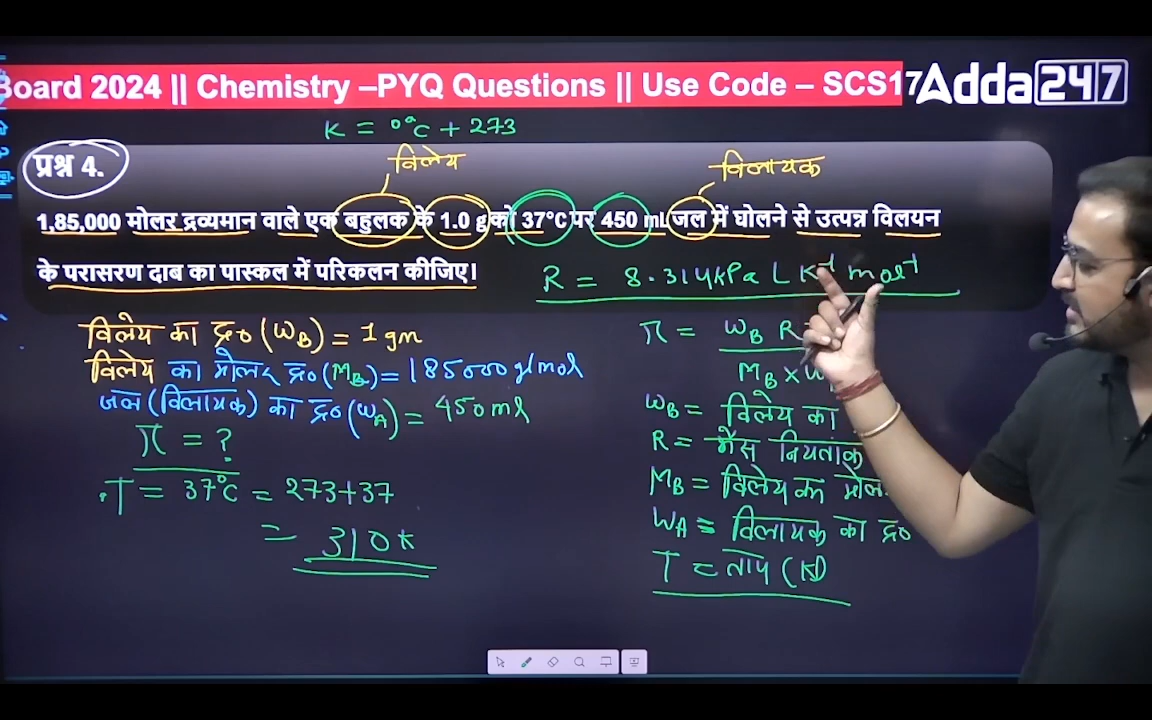 Board 2024 || Chemistry –PYQ Questions || Use Code – SCS17
Adda 247
K = 0°C + 273
प्रश्न 4.
विलेय
विलायक
1,85,000 मोलर द्रव्यमान वाले एक बहुलक के 1.0 g को 37°C पर 450 mL जल में घोलने से उत्पन्न विलयन
के परासरण दाब का पास्कल में परिकलन कीजिए।
R = 8.314kPa L K⁻¹ mol⁻¹
विलेय का द्र० (WB) = 1 gm
विलेय का मोलर द्र० (MB) = 185000 g/mol
जल (विलायक) का द्र० (WA) = 450 ml
π = ?
T = 37°C = 273+37
= 310K
π = WB R
MB × W
WB = विलेय का
R = गैस नियतांक
MB = विलेय का मोल
WA = विलायक का द्र०
T = ताप (K)